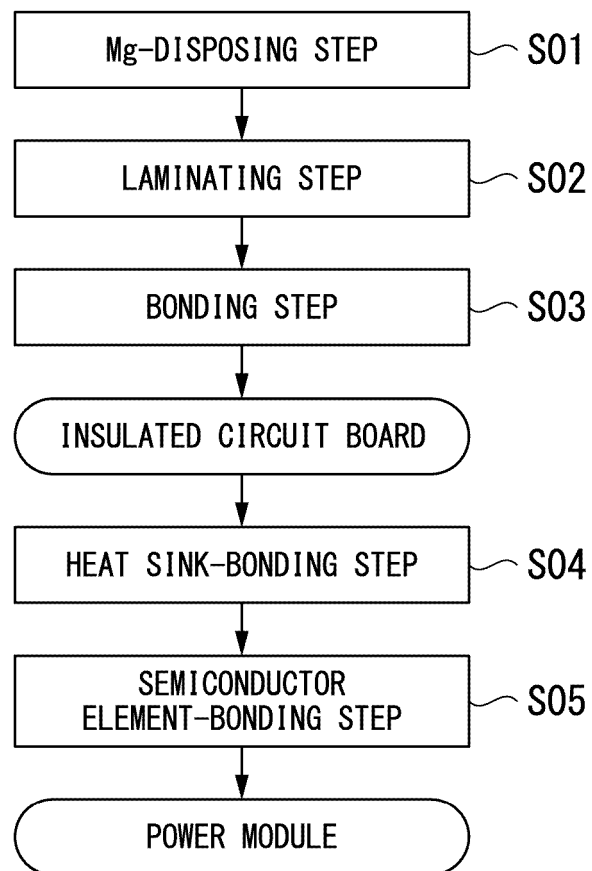 Mg-DISPOSING STEP
S01
LAMINATING STEP
S02
BONDING STEP
S03
INSULATED CIRCUIT BOARD
HEAT SINK-BONDING STEP
S04
SEMICONDUCTOR
ELEMENT-BONDING STEP
S05
POWER MODULE